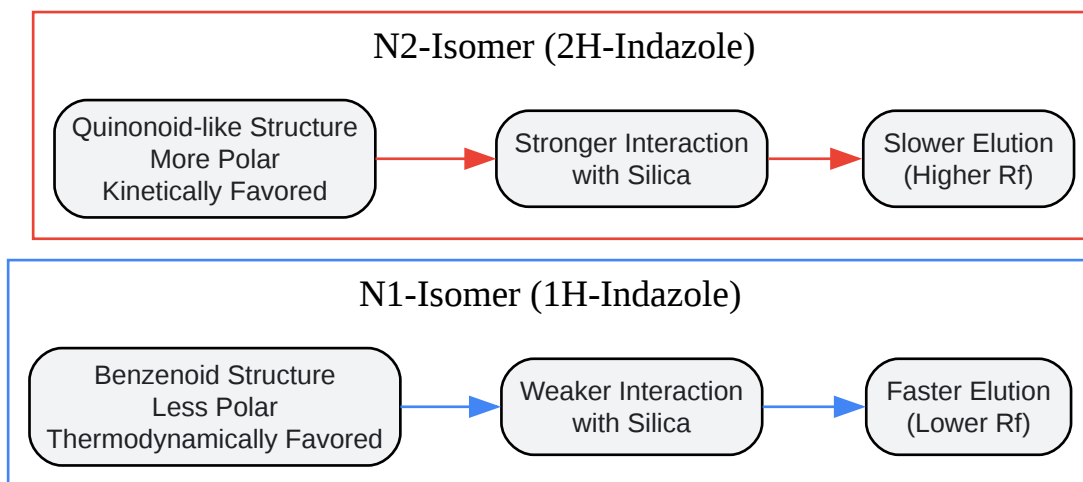 N2-Isomer (2H-Indazole)
Quinonoid-like Structure
More Polar
Kinetically Favored
Stronger Interaction
with Silica
Slower Elution
(Higher Rf)
N1-Isomer (1H-Indazole)
Benzenoid Structure
Less Polar
Thermodynamically Favored
Weaker Interaction
with Silica
Faster Elution
(Lower Rf)